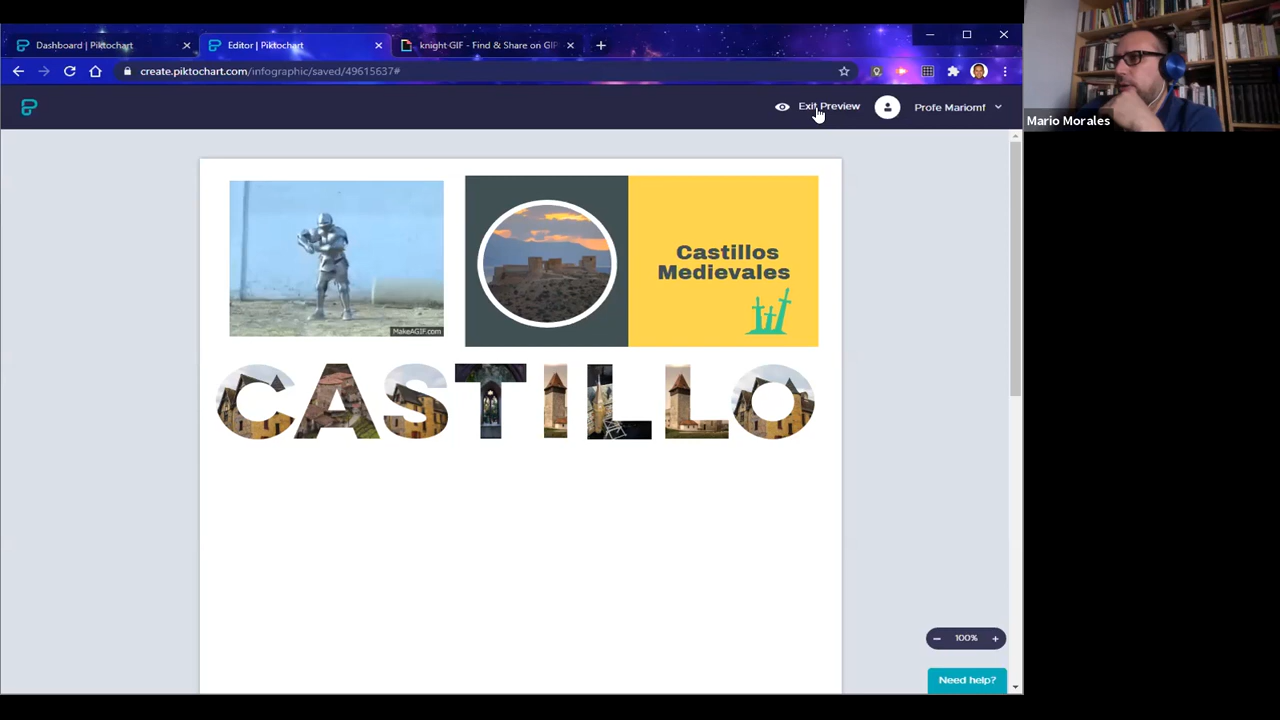 Dashboard | Piktochart
Editor | Piktochart
knight GIF - Find & Share on GIP
create.piktochart.com/infographic/saved/49615637#
Exit Preview
Profe Mariomf
Mario Morales
MakeAGIF.com
Castillos
Medievales
CASTILLO
100%
Need help?